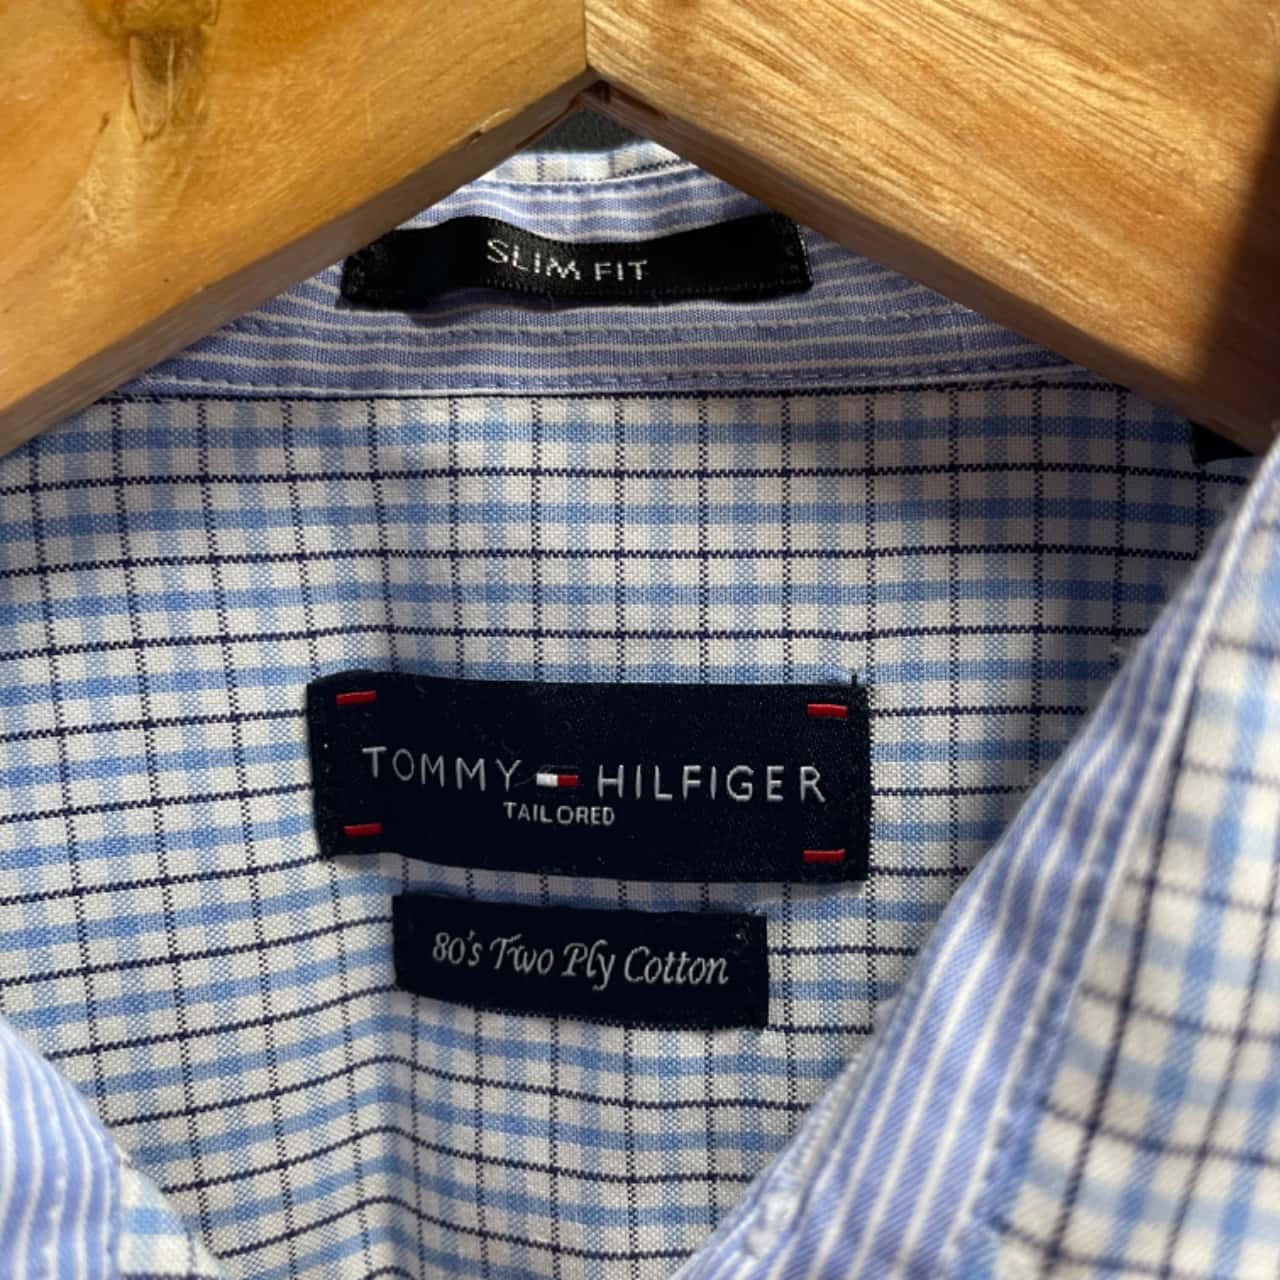 SLIM FIT
TOMMY HILFIGER
TAILORED
80's Two Ply Cotton